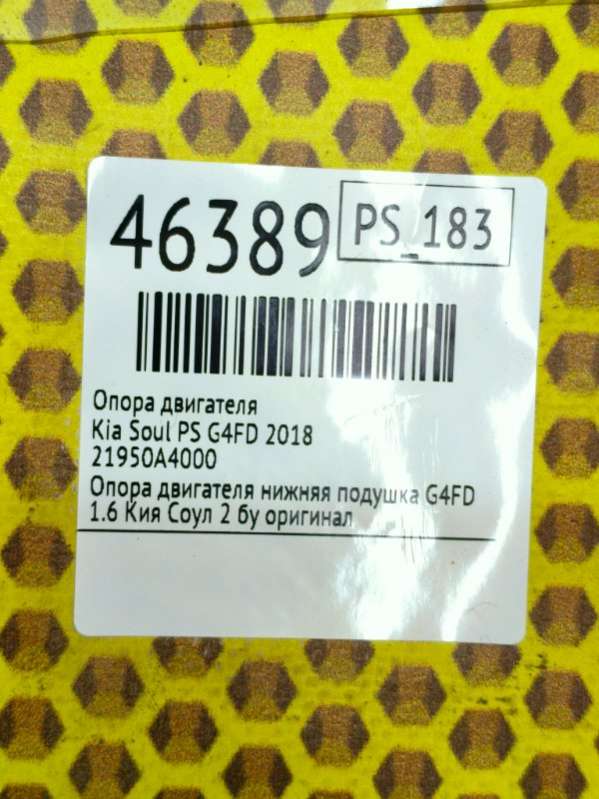 46389
PS_183
Опора двигателя
Kia Soul PS G4FD 2018
21950A4000
Опора двигателя нижняя подушка G4FD
1.6 Кия Соул 2 бу оригинал